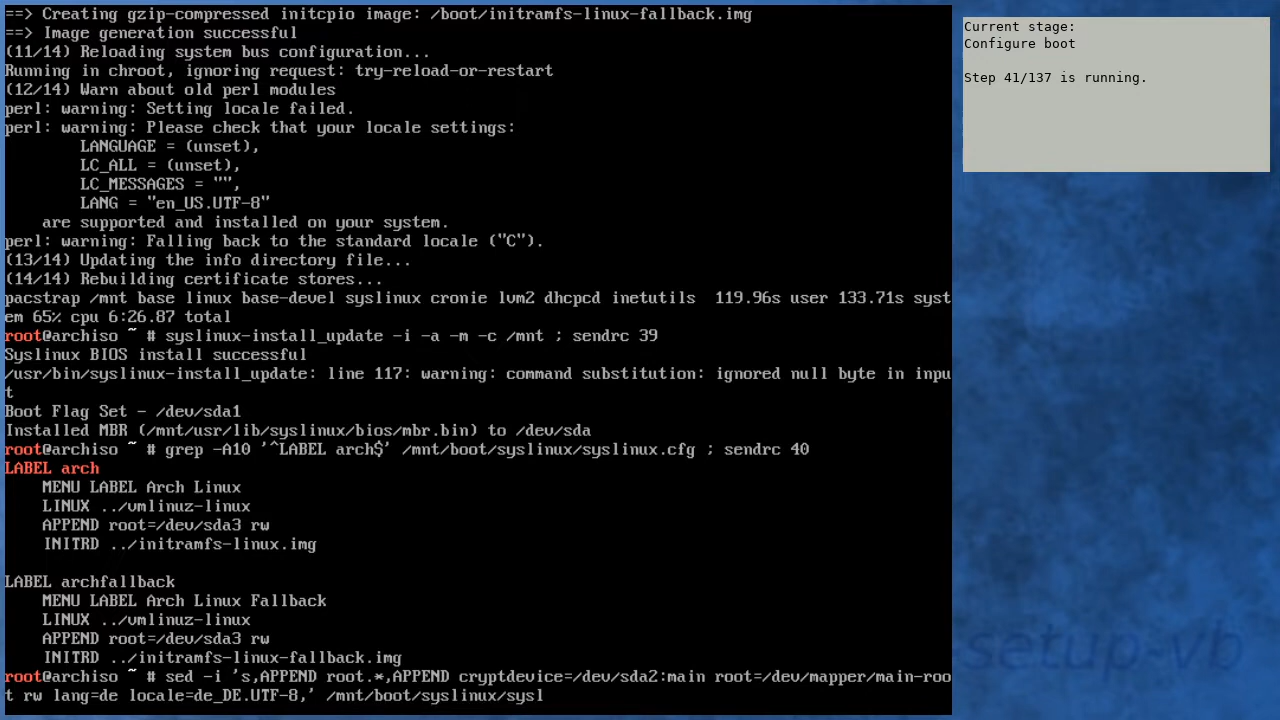 ==> Creating gzip-compressed initcpio image: /boot/initramfs-linux-fallback.img
==> Image generation successful
(11/14) Reloading system bus configuration...
Running in chroot, ignoring request: try-reload-or-restart
(12/14) Warn about old perl modules
perl: warning: Setting locale failed.
perl: warning: Please check that your locale settings:
        LANGUAGE = (unset),
        LC_ALL = (unset),
        LC_MESSAGES = "",
        LANG = "en_US.UTF-8"
    are supported and installed on your system.
perl: warning: Falling back to the standard locale ("C").
(13/14) Updating the info directory file...
(14/14) Rebuilding certificate stores...
pacstrap /mnt base linux base-devel syslinux cronie lvm2 dhcpcd inetutils  119.96s user 133.71s syst
em 65% cpu 6:26.87 total
root@archiso ~ # syslinux-install_update -i -a -m -c /mnt ; sendrc 39
Syslinux BIOS install successful
/usr/bin/syslinux-install_update: line 117: warning: command substitution: ignored null byte in inpu
t
Boot Flag Set - /dev/sda1
Installed MBR (/mnt/usr/lib/syslinux/bios/mbr.bin) to /dev/sda
root@archiso ~ # grep -A10 '^LABEL arch$' /mnt/boot/syslinux/syslinux.cfg ; sendrc 40
LABEL arch
    MENU LABEL Arch Linux
    LINUX ../vmlinuz-linux
    APPEND root=/dev/sda3 rw
    INITRD ../initramfs-linux.img

LABEL archfallback
    MENU LABEL Arch Linux Fallback
    LINUX ../vmlinuz-linux
    APPEND root=/dev/sda3 rw
    INITRD ../initramfs-linux-fallback.img
root@archiso ~ # sed -i 's,APPEND root.*,APPEND cryptdevice=/dev/sda2:main root=/dev/mapper/main-roo
t rw lang=de locale=de_DE.UTF-8,' /mnt/boot/syslinux/sysl
Current stage:
Configure boot
Step 41/137 is running.
setup-vb